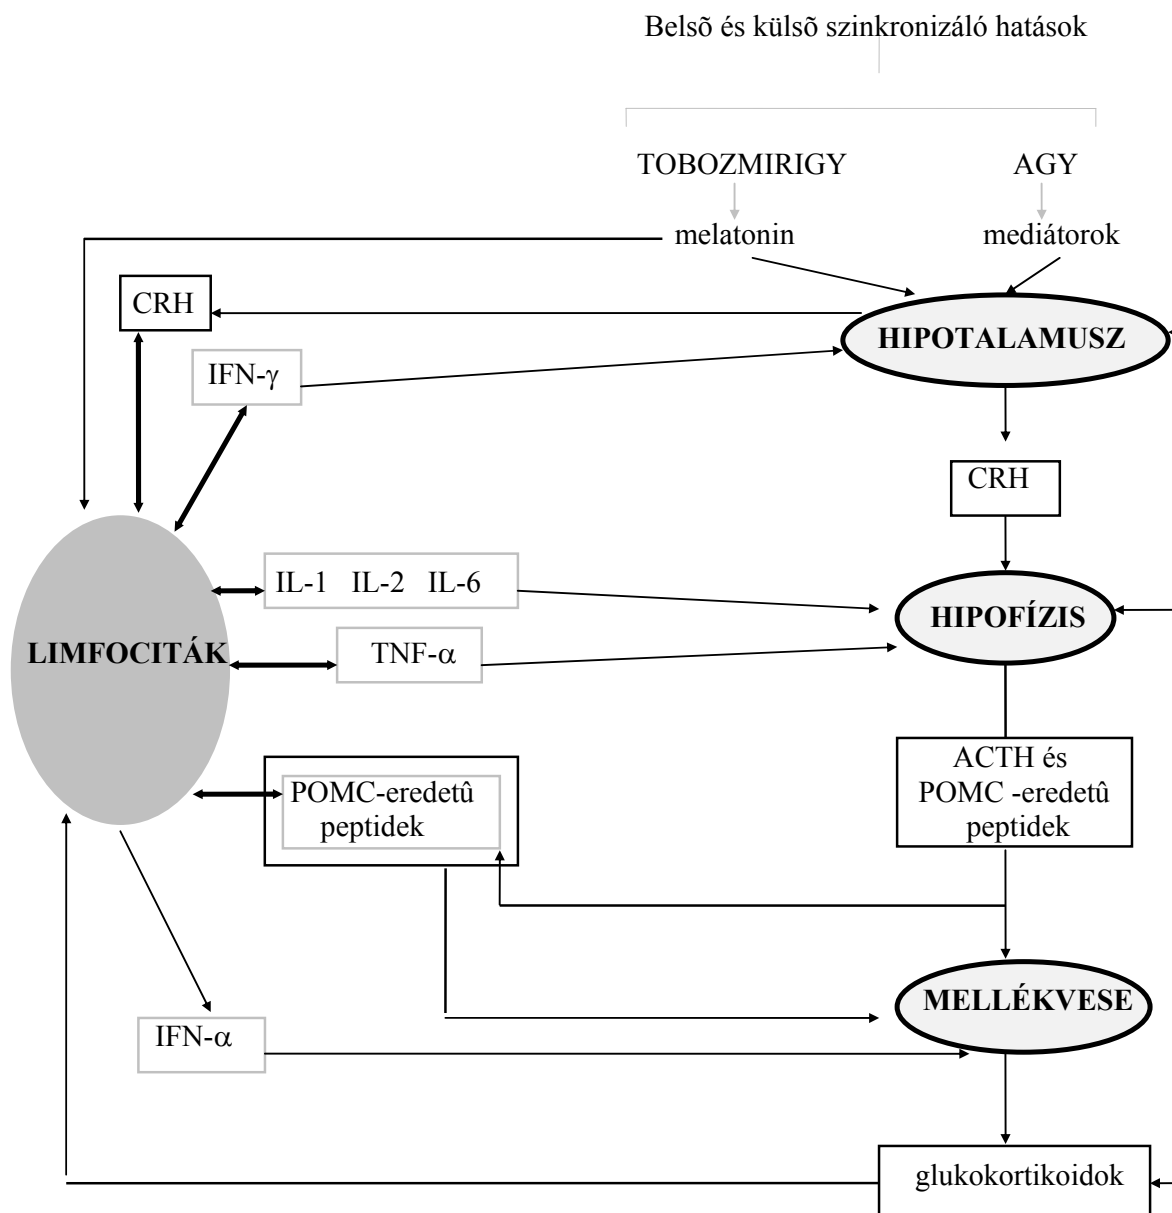 Belsõ és külsõ szinkronizáló hatások
TOBOZMIRIGY
AGY
melatonin
mediátorok
CRH
HIPOTALAMUSZ
IFN-γ
CRH
IL-1 IL-2 IL-6
HIPOFÍZIS
LIMFOCITÁK
TNF-α
ACTH és
POMC -eredetû
peptidek
POMC-eredetû
peptidek
MELLÉKVESE
IFN-α
glukokortikoidok